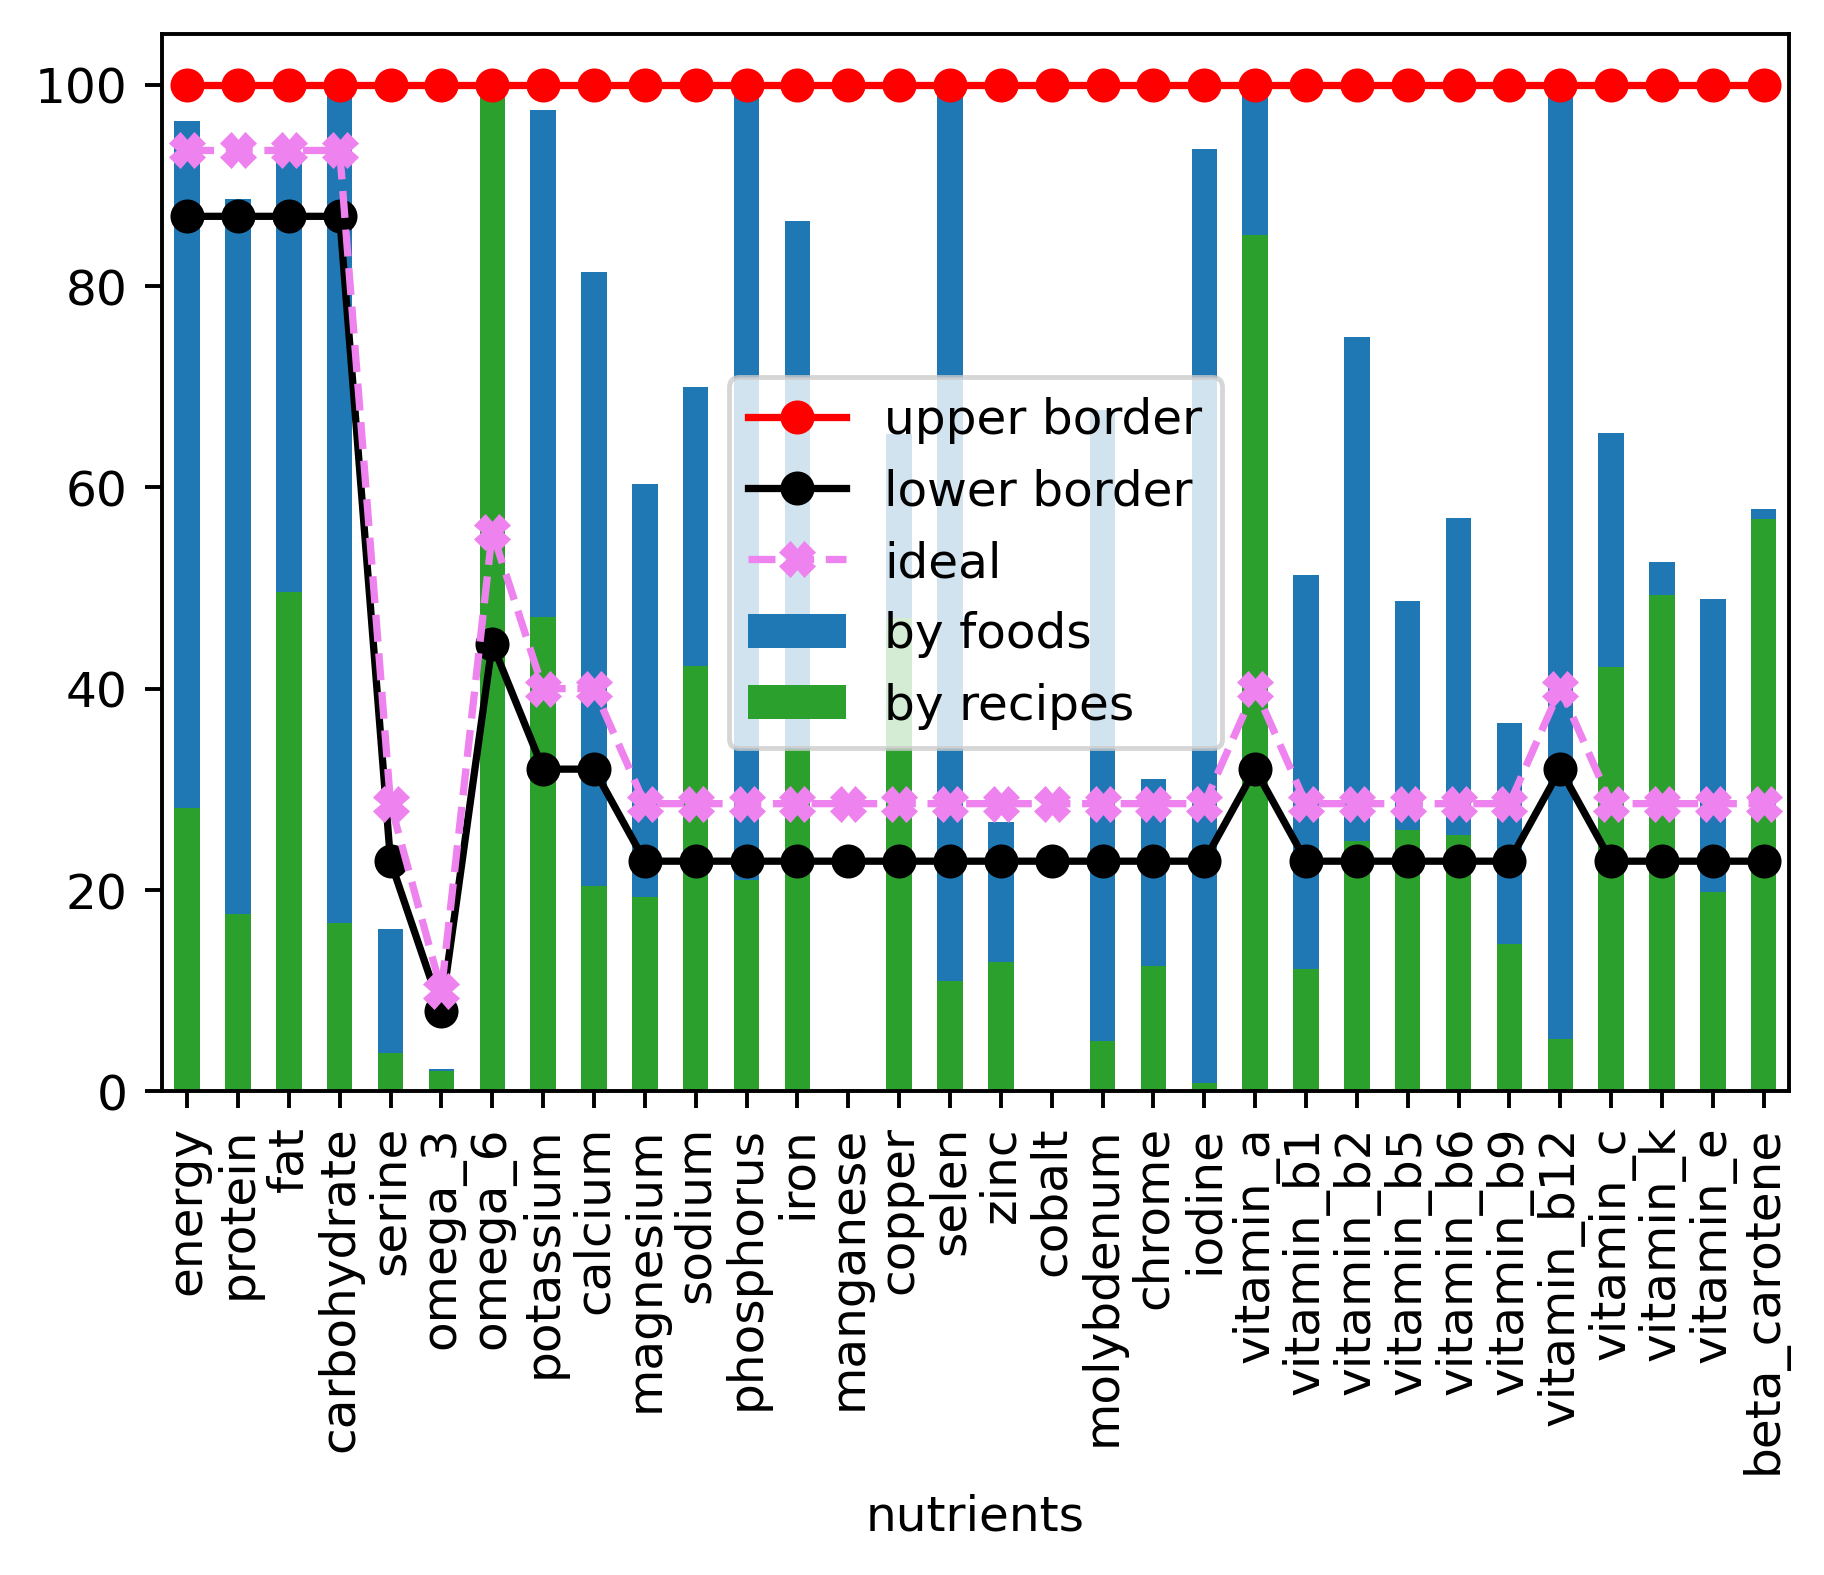 100
80
60
40
20
0
upper border
lower border
ideal
by foods
by recipes
energy
protein
fat
carbohydrate
serine
omega_3
omega_6
potassium
calcium
magnesium
sodium
phosphorus
iron
manganese
copper
selen
zinc
cobalt
molybdenum
chrome
iodine
vitamin_a
vitamin_b1
vitamin_b2
vitamin_b5
vitamin_b6
vitamin_b9
vitamin_b12
vitamin_c
vitamin_k
vitamin_e
beta_carotene
nutrients